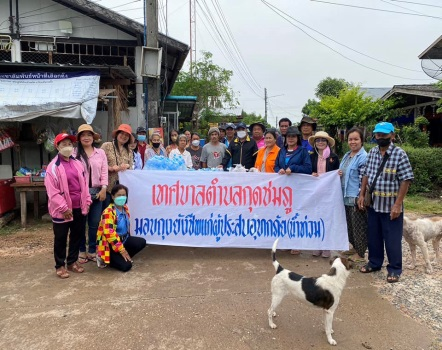 เทศบาลตำบลกุดชมภู
มอบถุงยังชีพแก่ผู้ประสบอุทกภัย(น้ำท่วม)